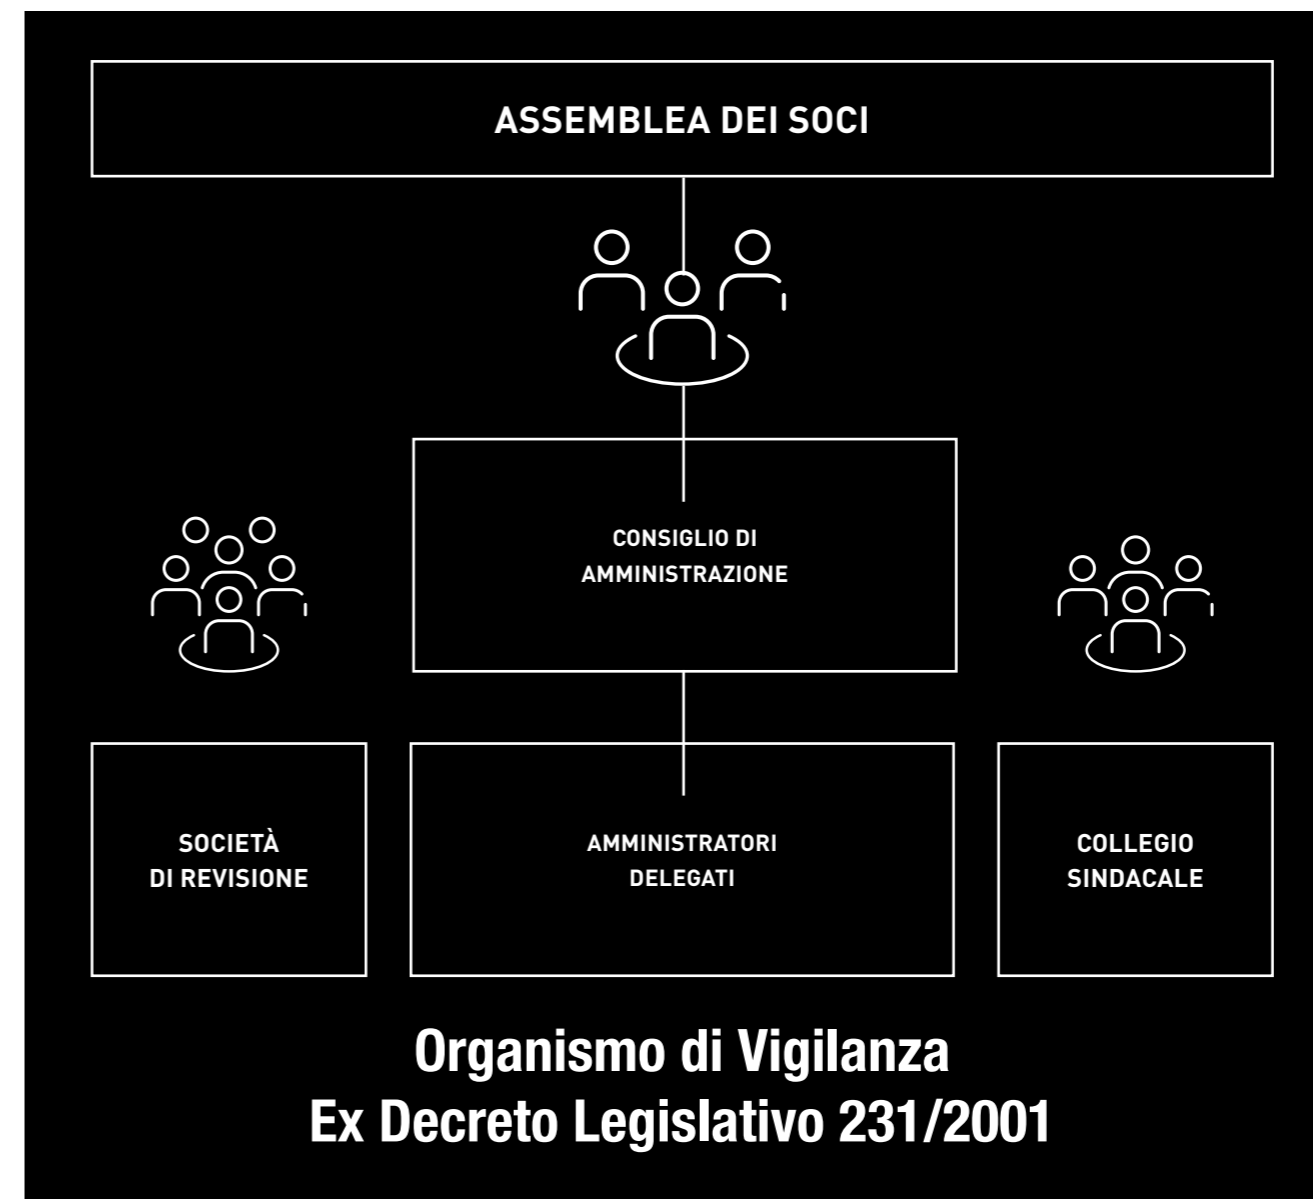 ASSEMBLEA DEI SOCI
CONSIGLIO DI
AMMINISTRAZIONE
SOCIETÀ
DI REVISIONE
AMMINISTRATORI
DELEGATI
COLLEGIO
SINDACALE
Organismo di Vigilanza
Ex Decreto Legislativo 231/2001